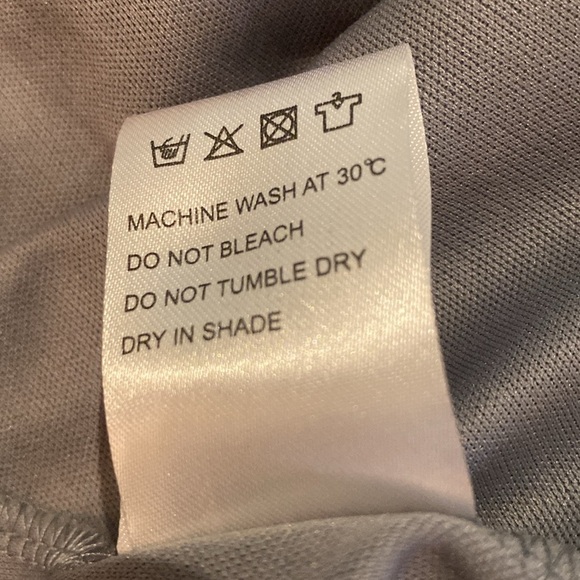 MACHINE WASH AT 30℃
DO NOT BLEACH
DO NOT TUMBLE DRY
DRY IN SHADE